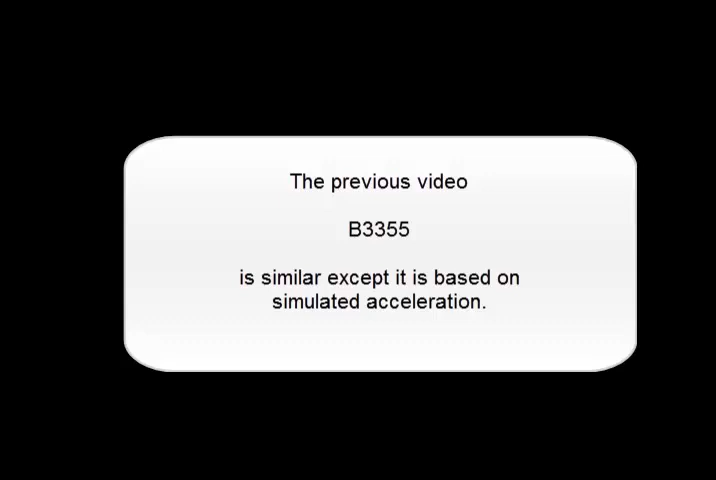 The previous video
B3355
is similar except it is based on
simulated acceleration.